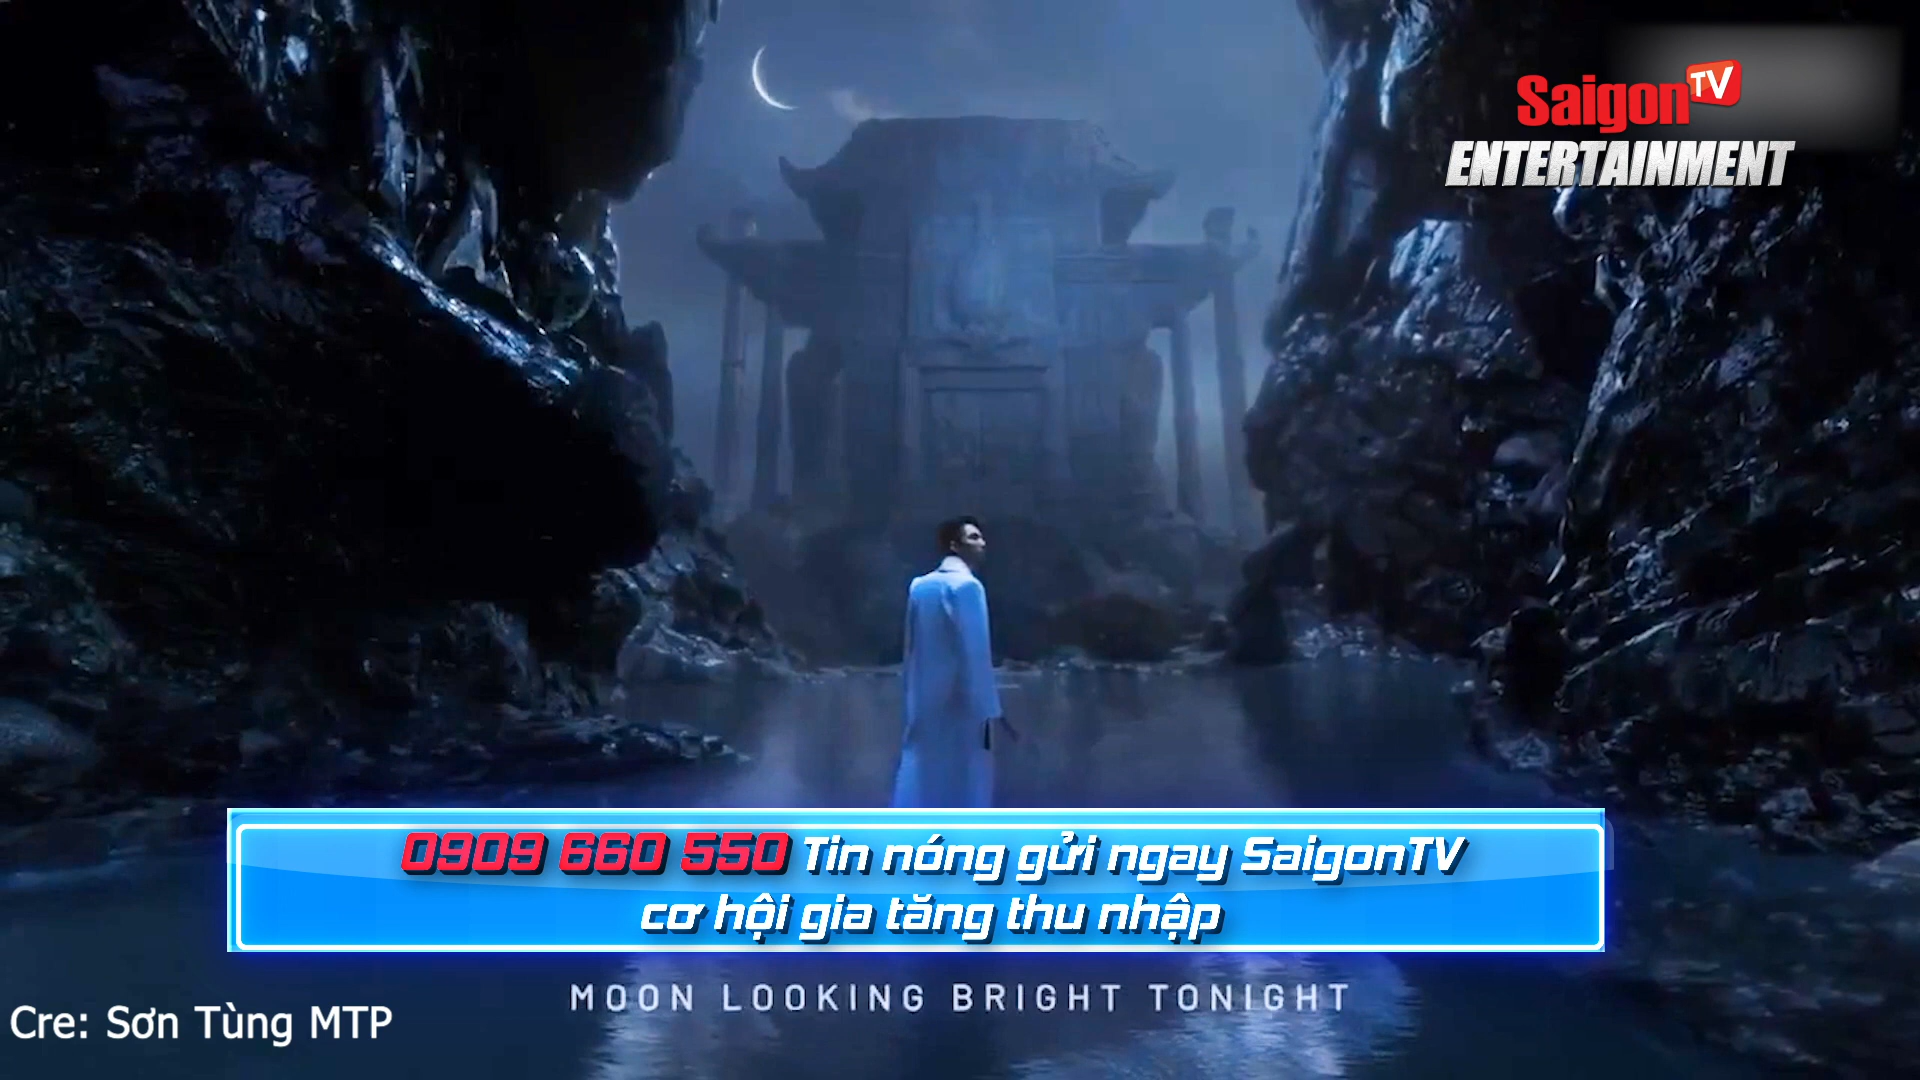 SaigonTV
ENTERTAINMENT
0909 660 550 Tin nóng gửi ngay SaigonTV
cơ hội gia tăng thu nhập
MOON LOOKING BRIGHT TONIGHT
Cre: Sơn Tùng MTP